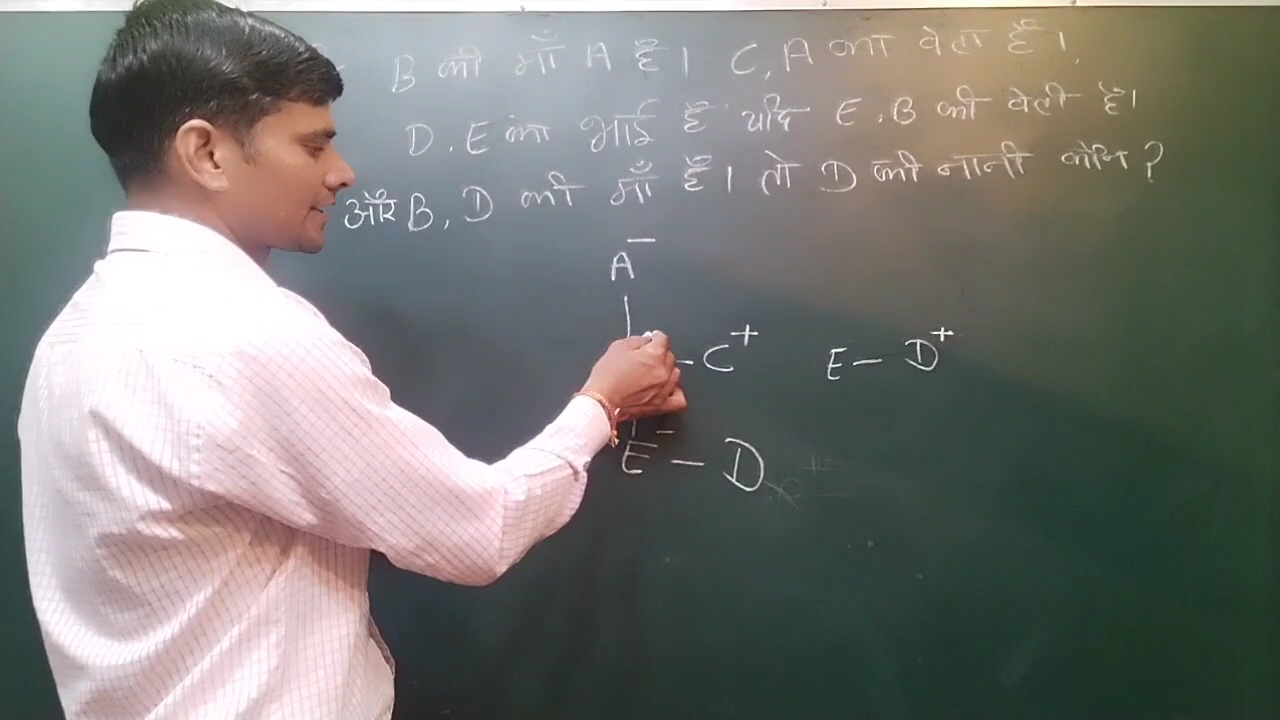 B की माँ A है। C, A का बेटा है।,
D. E का भाई है यदि E. B की बेटी है।
और B, D की माँ है। तो D की नानी कौन?
A −
C +
E − D +
E − − D